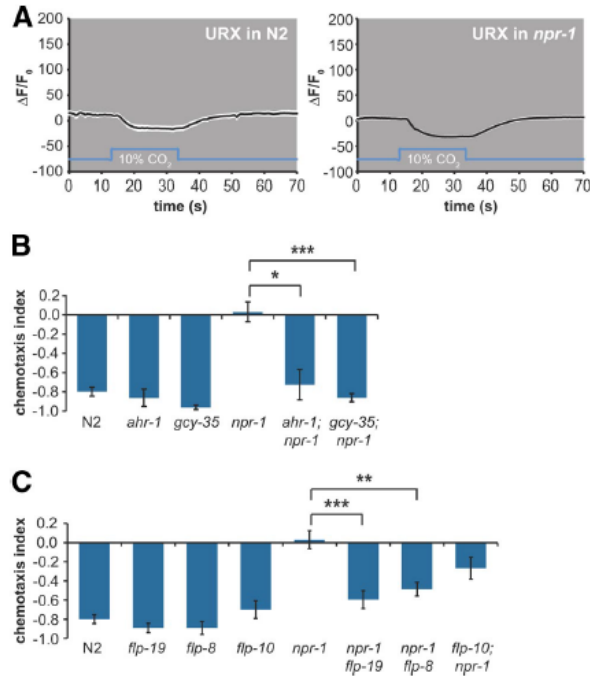 A
URX in N2
URX in npr-1
200
150
100
50
0
-50
-100
ΔF/F₀
10% CO₂
0 10 20 30 40 50 60 70
time (s)
200
150
100
50
0
-50
-100
ΔF/F₀
10% CO₂
0 10 20 30 40 50 60 70
time (s)
B
***
*
chemotaxis index
0.2
0.0
-0.2
-0.4
-0.6
-0.8
-1.0
N2 ahr-1 gcy-35 npr-1 ahr-1; gcy-35;
npr-1 npr-1
C
**
***
chemotaxis index
0.2
0.0
-0.2
-0.4
-0.6
-0.8
-1.0
N2 flp-19 flp-8 flp-10 npr-1 npr-1 npr-1 flp-10;
flp-19 flp-8 npr-1